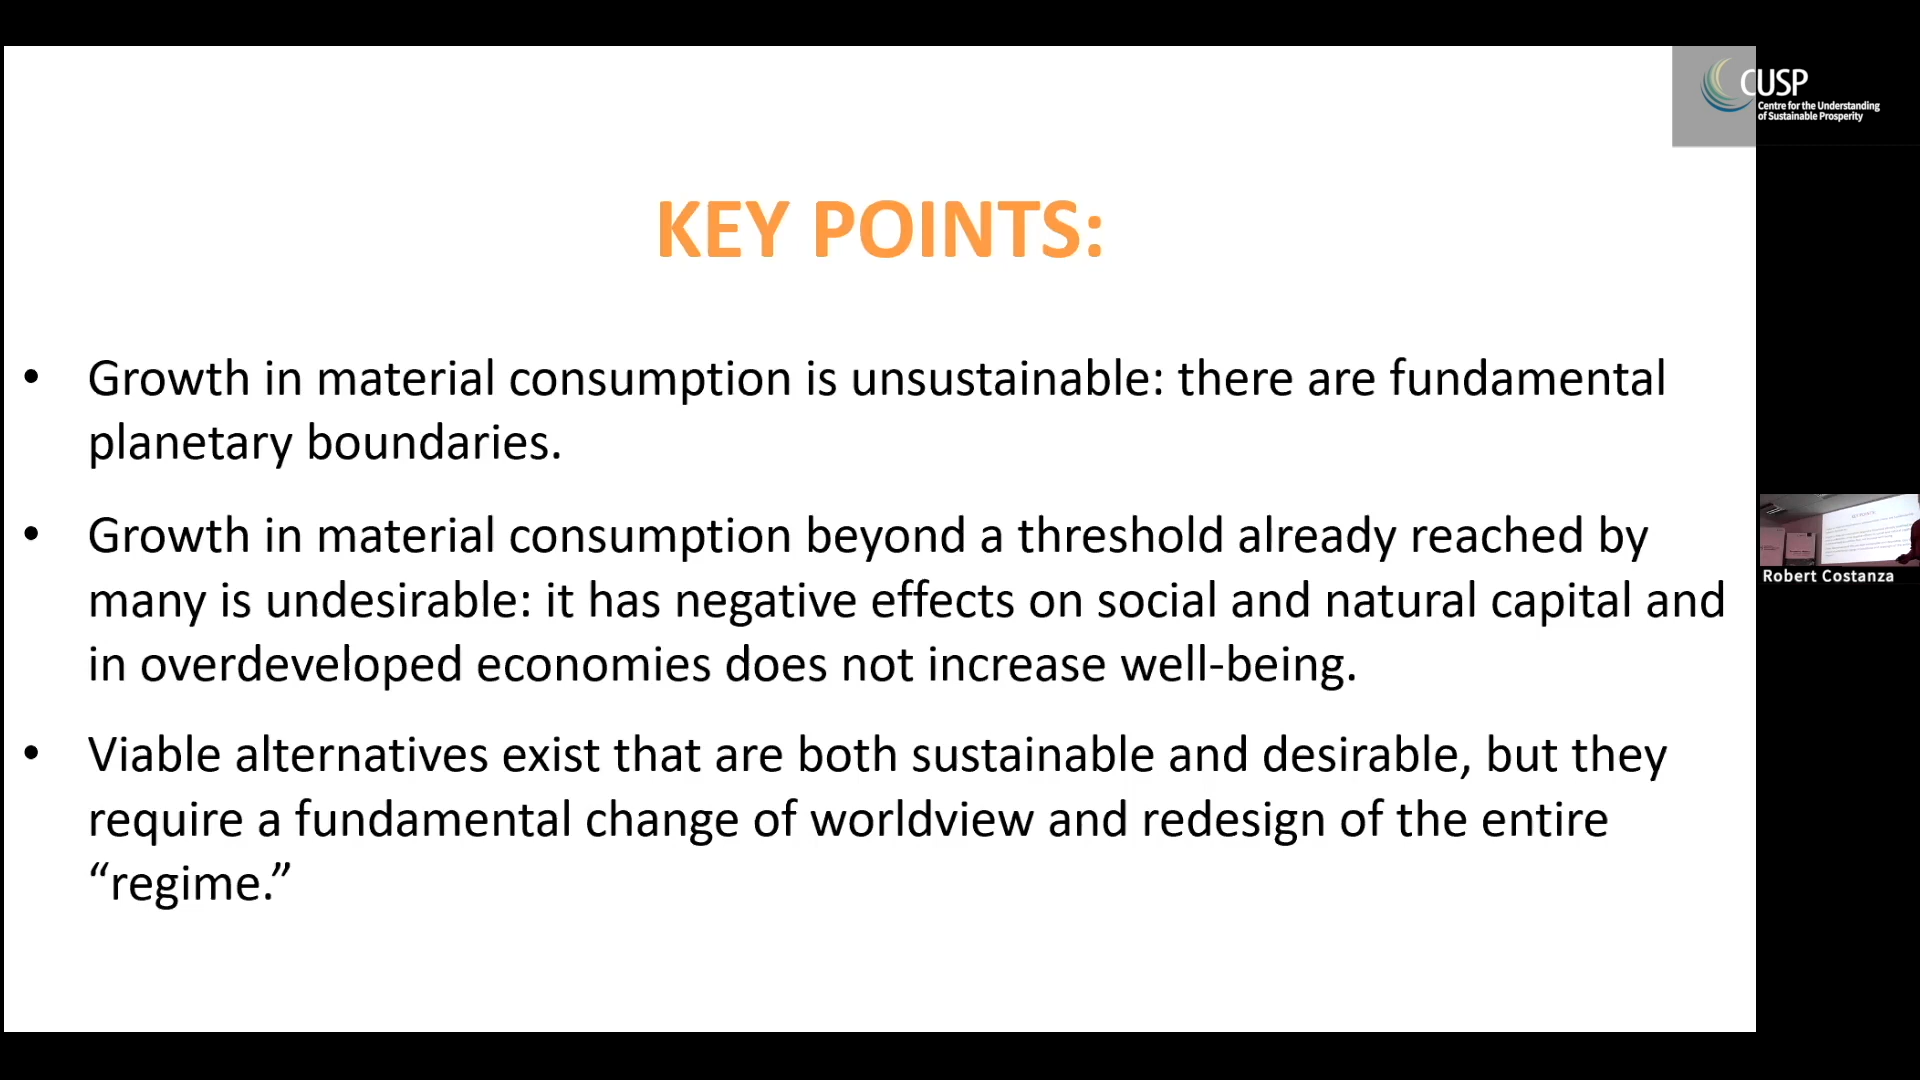 CUSP
Centre for the Understanding
of Sustainable Prosperity
KEY POINTS:
• Growth in material consumption is unsustainable: there are fundamental
planetary boundaries.
• Growth in material consumption beyond a threshold already reached by
many is undesirable: it has negative effects on social and natural capital and
in overdeveloped economies does not increase well-being.
• Viable alternatives exist that are both sustainable and desirable, but they
require a fundamental change of worldview and redesign of the entire
“regime.”
KEY POINTS
Robert Costanza